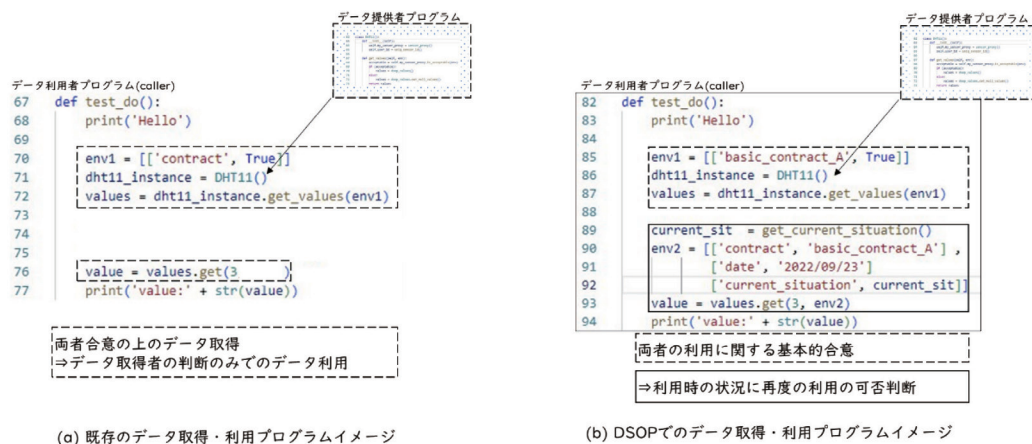 データ提供者プログラム
データ利用者プログラム(caller)
67 def test_do():
68 print('Hello')
69
70 env1 = [['contract', True]]
71 dht11_instance = DHT11()
72 values = dht11_instance.get_values(env1)
73
74
75
76 value = values.get(3 )
77 print('value:' + str(value))
両者合意の上のデータ取得
⇒データ取得者の判断のみでのデータ利用
(a) 既存のデータ取得・利用プログラムイメージ
データ提供者プログラム
データ利用者プログラム(caller)
82 def test_do():
83 print('Hello')
84
85 env1 = [['basic_contract_A', True]]
86 dht11_instance = DHT11()
87 values = dht11_instance.get_values(env1)
88
89 current_sit = get_current_situation()
90 env2 = [['contract', 'basic_contract_A'] ,
91 ['date', '2022/09/23']
92 ['current_situation', current_sit]]
93 value = values.get(3, env2)
94 print('value:' + str(value))
両者の利用に関する基本的合意
⇒利用時の状況に再度の利用の可否判断
(b) DSOPでのデータ取得・利用プログラムイメージ